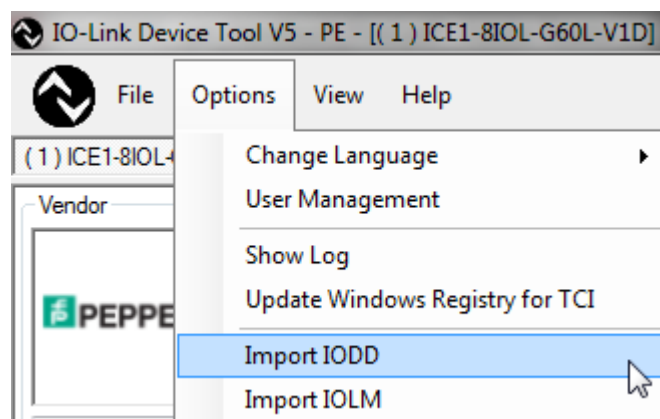 IO-Link Device Tool V5 - PE - [( 1 ) ICE1-8IOL-G60L-V1D]
File Options View Help
( 1 ) ICE1-8IOL-
Change Language
Vendor
User Management
Show Log
PEPPE
Update Windows Registry for TCI
Import IODD
Import IOLM